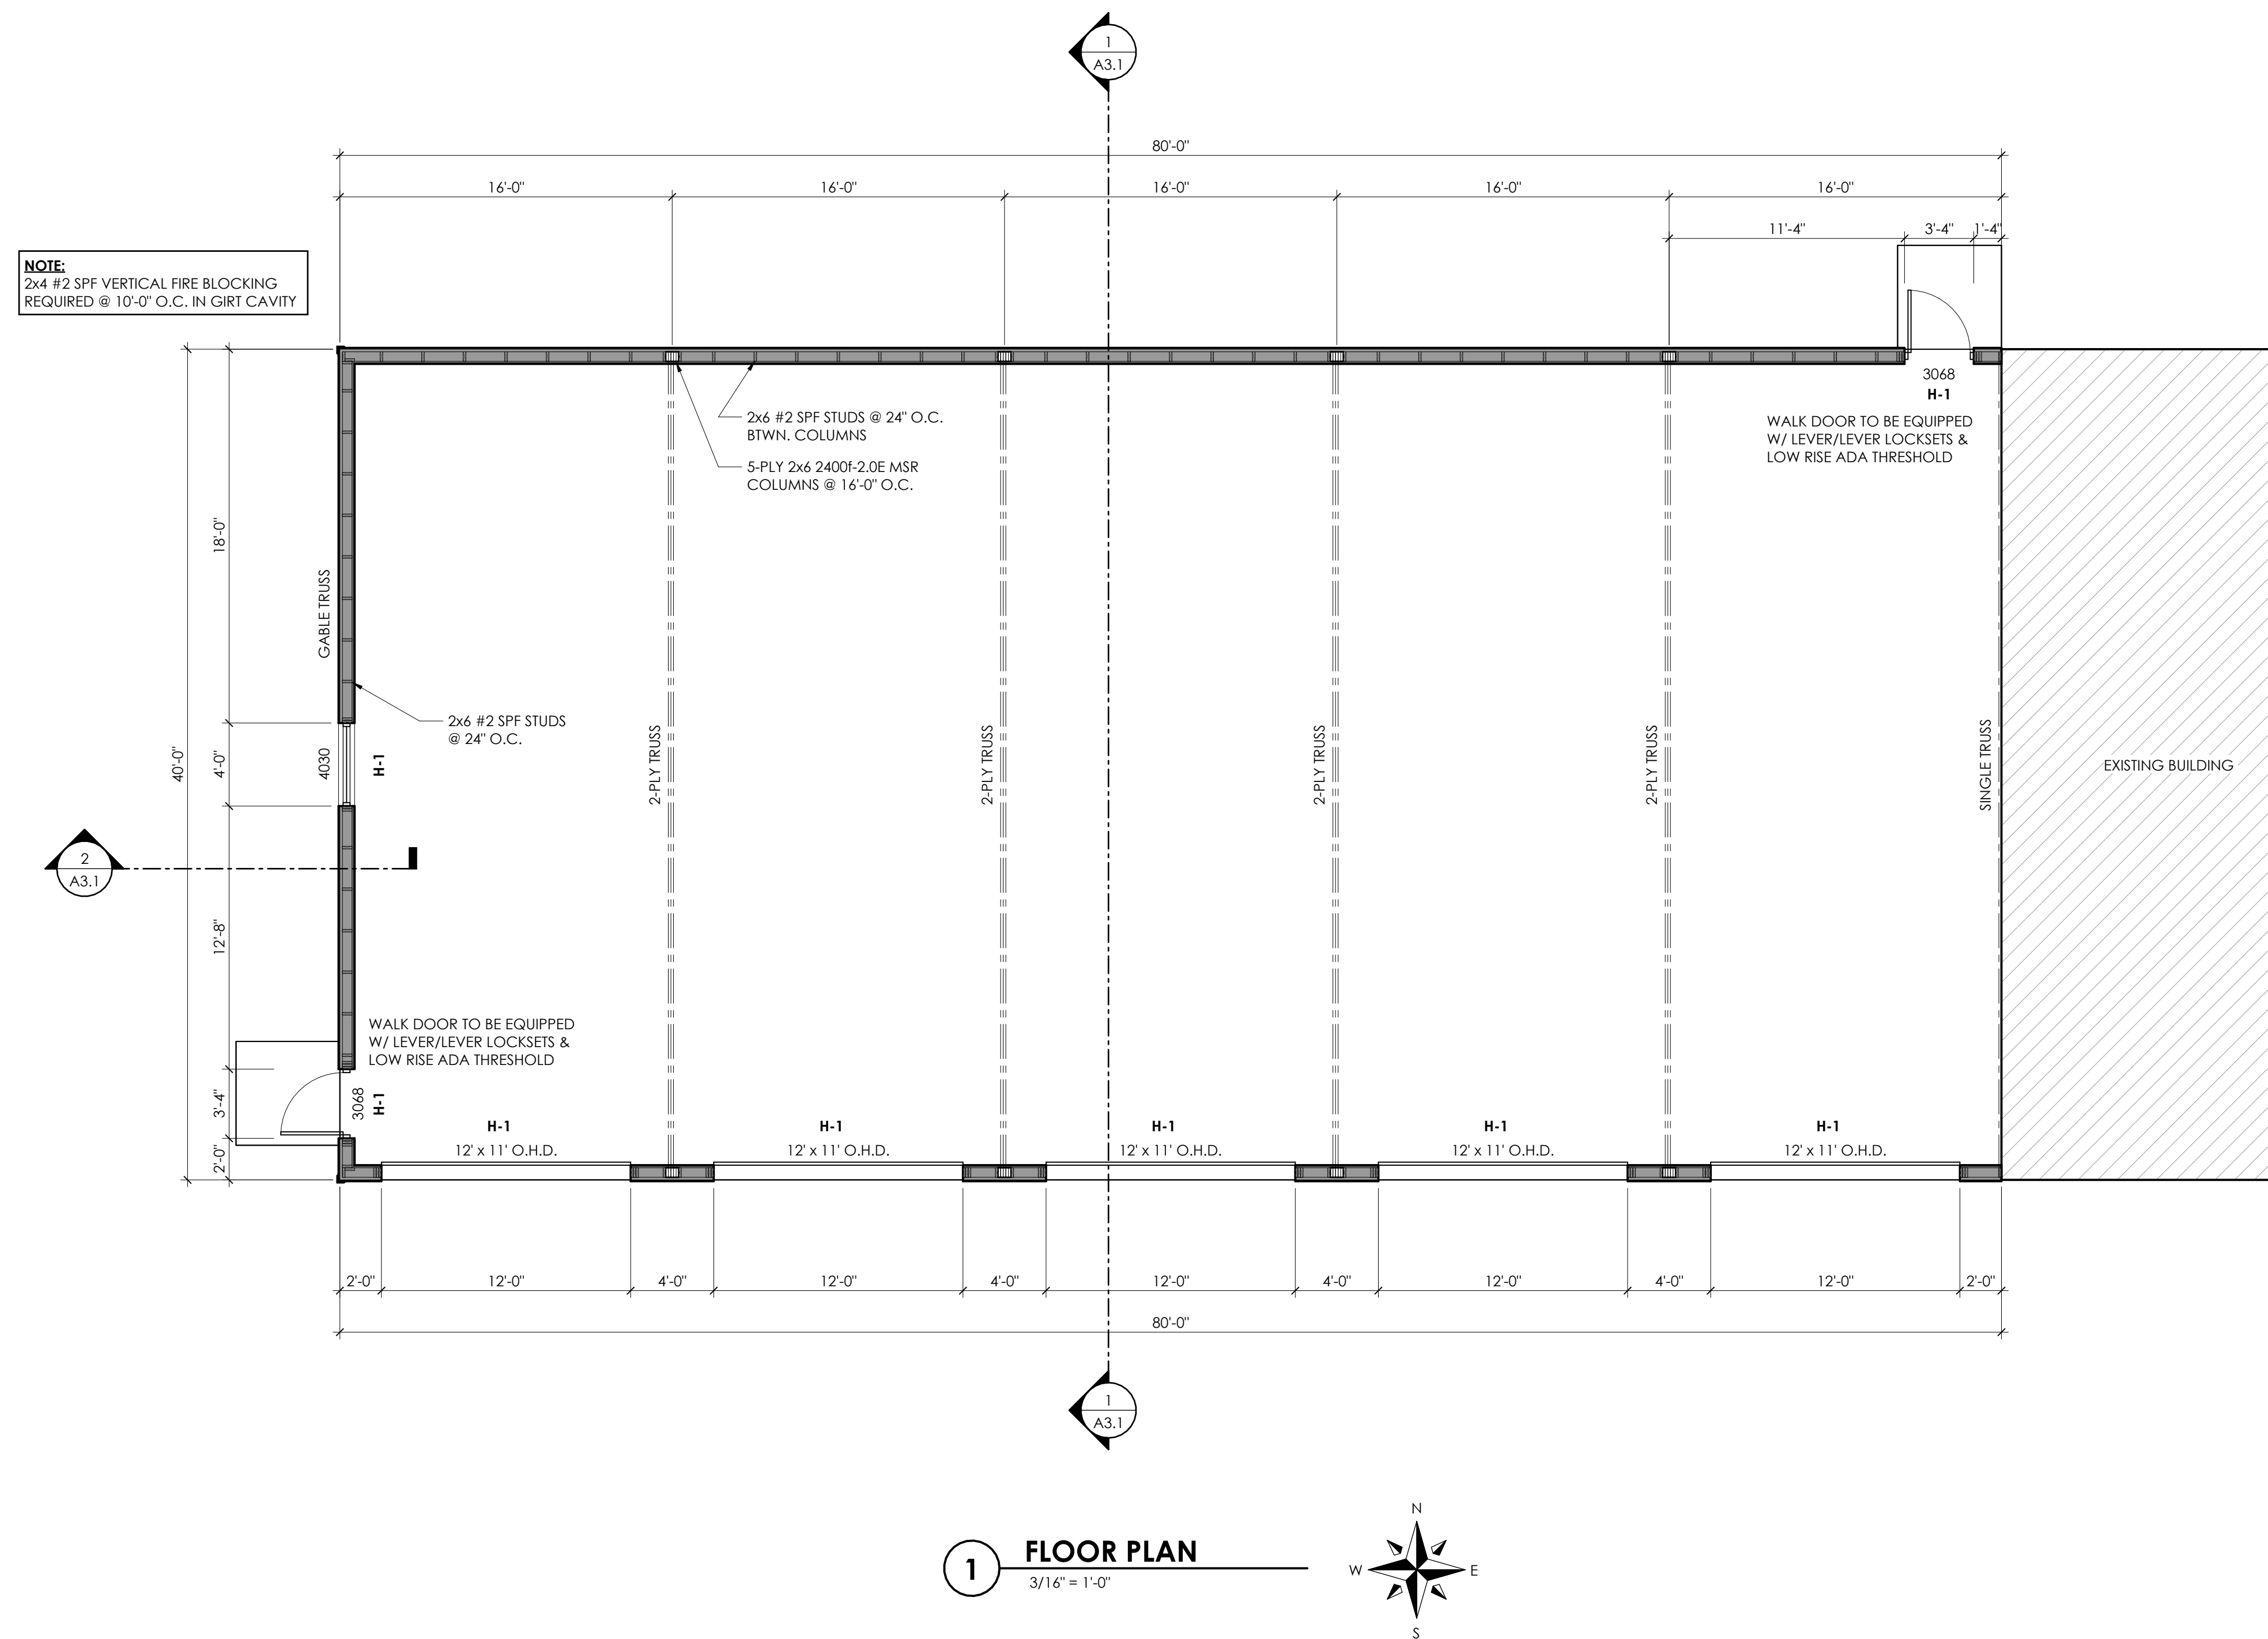 1
A3.1
80'-0"
16'-0" 16'-0" 16'-0" 16'-0" 16'-0"
11'-4" 3'-4" 1'-4"
NOTE:
2x4 #2 SPF VERTICAL FIRE BLOCKING
REQUIRED @ 10'-0" O.C. IN GIRT CAVITY
3068
H-1
WALK DOOR TO BE EQUIPPED
W/ LEVER/LEVER LOCKSETS &
LOW RISE ADA THRESHOLD
2x6 #2 SPF STUDS @ 24" O.C.
BTWN. COLUMNS
5-PLY 2x6 2400f-2.0E MSR
COLUMNS @ 16'-0" O.C.
40'-0"
18'-0"
4'-0"
12'-8"
3'-4"
2'-0"
GABLE TRUSS
2x6 #2 SPF STUDS
@ 24" O.C.
4030
H-1
2-PLY TRUSS
2-PLY TRUSS
2-PLY TRUSS
2-PLY TRUSS
SINGLE TRUSS
EXISTING BUILDING
2
A3.1
WALK DOOR TO BE EQUIPPED
W/ LEVER/LEVER LOCKSETS &
LOW RISE ADA THRESHOLD
3068
H-1
H-1 H-1 H-1 H-1 H-1
12' x 11' O.H.D. 12' x 11' O.H.D. 12' x 11' O.H.D. 12' x 11' O.H.D. 12' x 11' O.H.D.
2'-0" 12'-0" 4'-0" 12'-0" 4'-0" 12'-0" 4'-0" 12'-0" 4'-0" 12'-0" 2'-0"
80'-0"
1
A3.1
1
FLOOR PLAN
3/16" = 1'-0"
N
W E
S